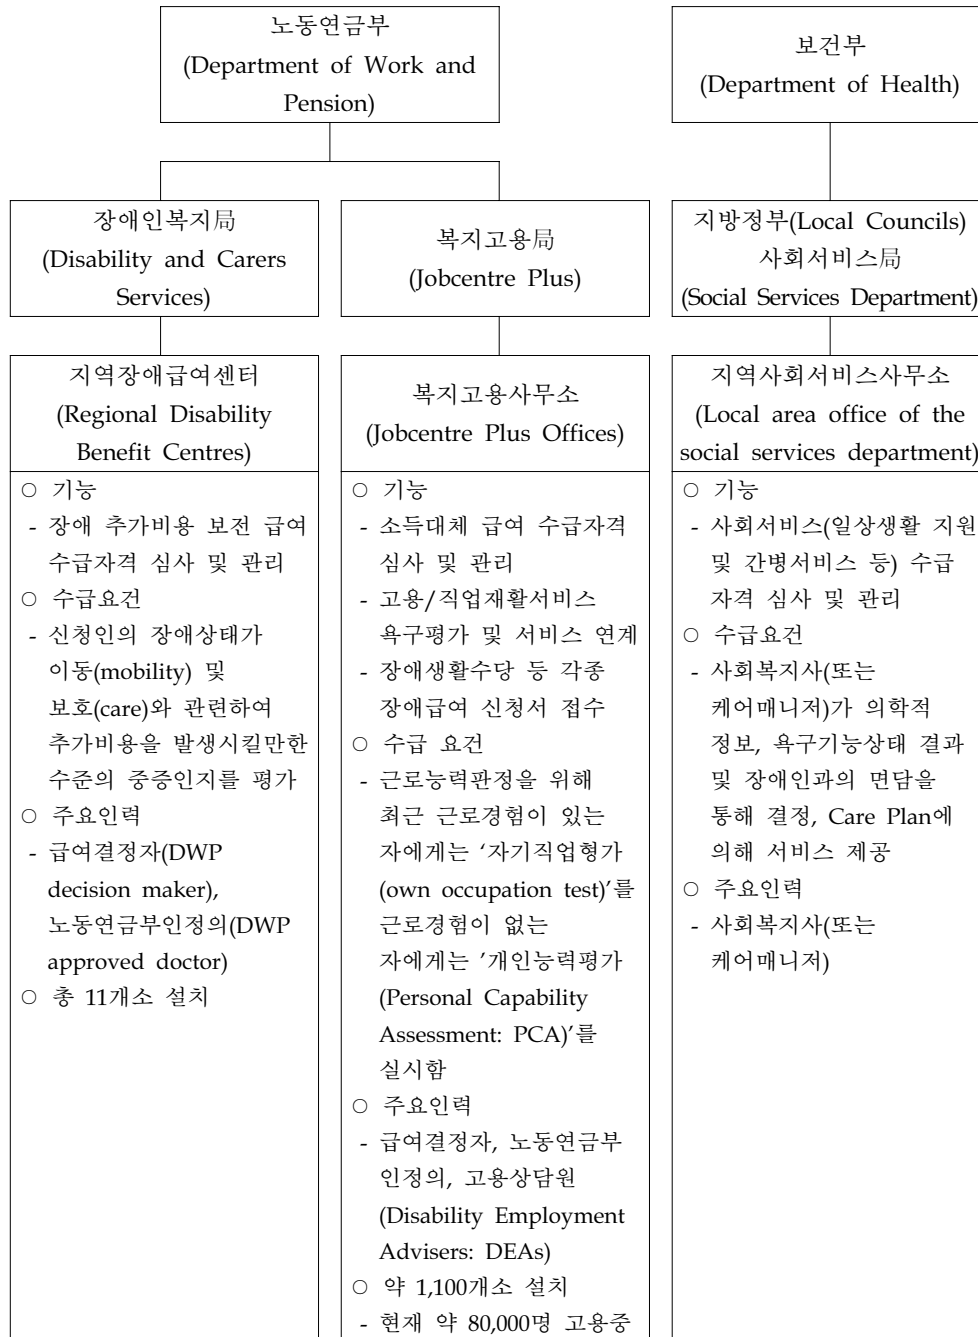 노동연금부
(Department of Work and
Pension)
보건부
(Department of Health)
장애인복지局
(Disability and Carers
Services)
복지고용局
(Jobcentre Plus)
지방정부(Local Councils)
사회서비스局
(Social Services Department)
지역장애급여센터
(Regional Disability
Benefit Centres)
○ 기능
- 장애 추가비용 보전 급여
수급자격 심사 및 관리
○ 수급요건
- 신청인의 장애상태가
이동(mobility) 및
보호(care)와 관련하여
추가비용을 발생시킬만한
수준의 중증인지를 평가
○ 주요인력
- 급여결정자(DWP
decision maker),
노동연금부인정의(DWP
approved doctor)
○ 총 11개소 설치
복지고용사무소
(Jobcentre Plus Offices)
○ 기능
- 소득대체 급여 수급자격
심사 및 관리
- 고용/직업재활서비스
욕구평가 및 서비스 연계
- 장애생활수당 등 각종
장애급여 신청서 접수
○ 수급 요건
- 근로능력판정을 위해
최근 근로경험이 있는
자에게는 ‘자기직업형가
(own occupation test)’를
근로경험이 없는
자에게는 ’개인능력평가
(Personal Capability
Assessment: PCA)’를
실시함
○ 주요인력
- 급여결정자, 노동연금부
인정의, 고용상담원
(Disability Employment
Advisers: DEAs)
○ 약 1,100개소 설치
- 현재 약 80,000명 고용중
지역사회서비스사무소
(Local area office of the
social services department)
○ 기능
- 사회서비스(일상생활 지원
및 간병서비스 등) 수급
자격 심사 및 관리
○ 수급요건
- 사회복지사(또는
케어매니저)가 의학적
정보, 욕구기능상태 결과
및 장애인과의 면담을
통해 결정, Care Plan에
의해 서비스 제공
○ 주요인력
- 사회복지사(또는
케어매니저)